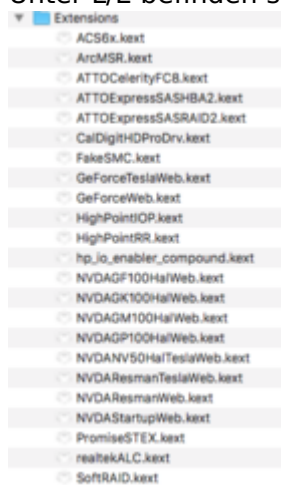 Extensions
ACS6x.kext
ArcMSR.kext
ATTOCelerityFC8.kext
ATTOExpressSASHBA2.kext
ATTOExpressSASRAID2.kext
CalDigitHDProDrv.kext
FakeSMC.kext
GeForceTeslaWeb.kext
GeForceWeb.kext
HighPointIOP.kext
HighPointRR.kext
hp_io_enabler_compound.kext
NVDAGF100HalWeb.kext
NVDAGK100HalWeb.kext
NVDAGM100HalWeb.kext
NVDAGP100HalWeb.kext
NVDANV50HalTeslaWeb.kext
NVDAResmanTeslaWeb.kext
NVDAResmanWeb.kext
NVDAStartupWeb.kext
PromiseSTEX.kext
realtekALC.kext
SoftRAID.kext